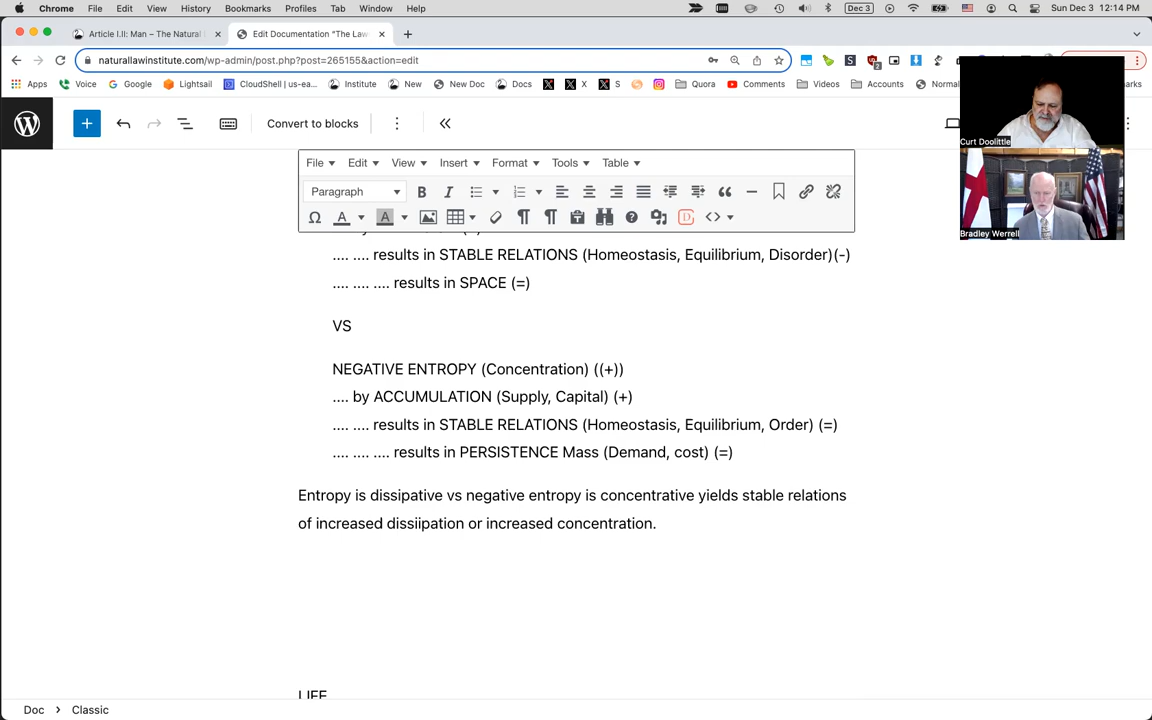 Chrome File Edit View History Bookmarks Profiles Tab Window Help Dec 3 Sun Dec 3 12:14 PM
Article I.II: Man – The Natural Edit Documentation “The Law
naturallawinstitute.com/wp-admin/post.php?post=265155&action=edit
Apps Voice Google Lightsail CloudShell | us-ea... Institute New New Doc Docs X X S Quora Comments Videos Accounts Normal
Convert to blocks
Curt Doolittle
Bradley Werrell
File Edit View Insert Format Tools Table
Paragraph B I
.... .... results in STABLE RELATIONS (Homeostasis, Equilibrium, Disorder)(-)
.... .... .... results in SPACE (=)
VS
NEGATIVE ENTROPY (Concentration) ((+))
.... by ACCUMULATION (Supply, Capital) (+)
.... .... results in STABLE RELATIONS (Homeostasis, Equilibrium, Order) (=)
.... .... .... results in PERSISTENCE Mass (Demand, cost) (=)
Entropy is dissipative vs negative entropy is concentrative yields stable relations
of increased dissiipation or increased concentration.
LIFE
Doc > Classic